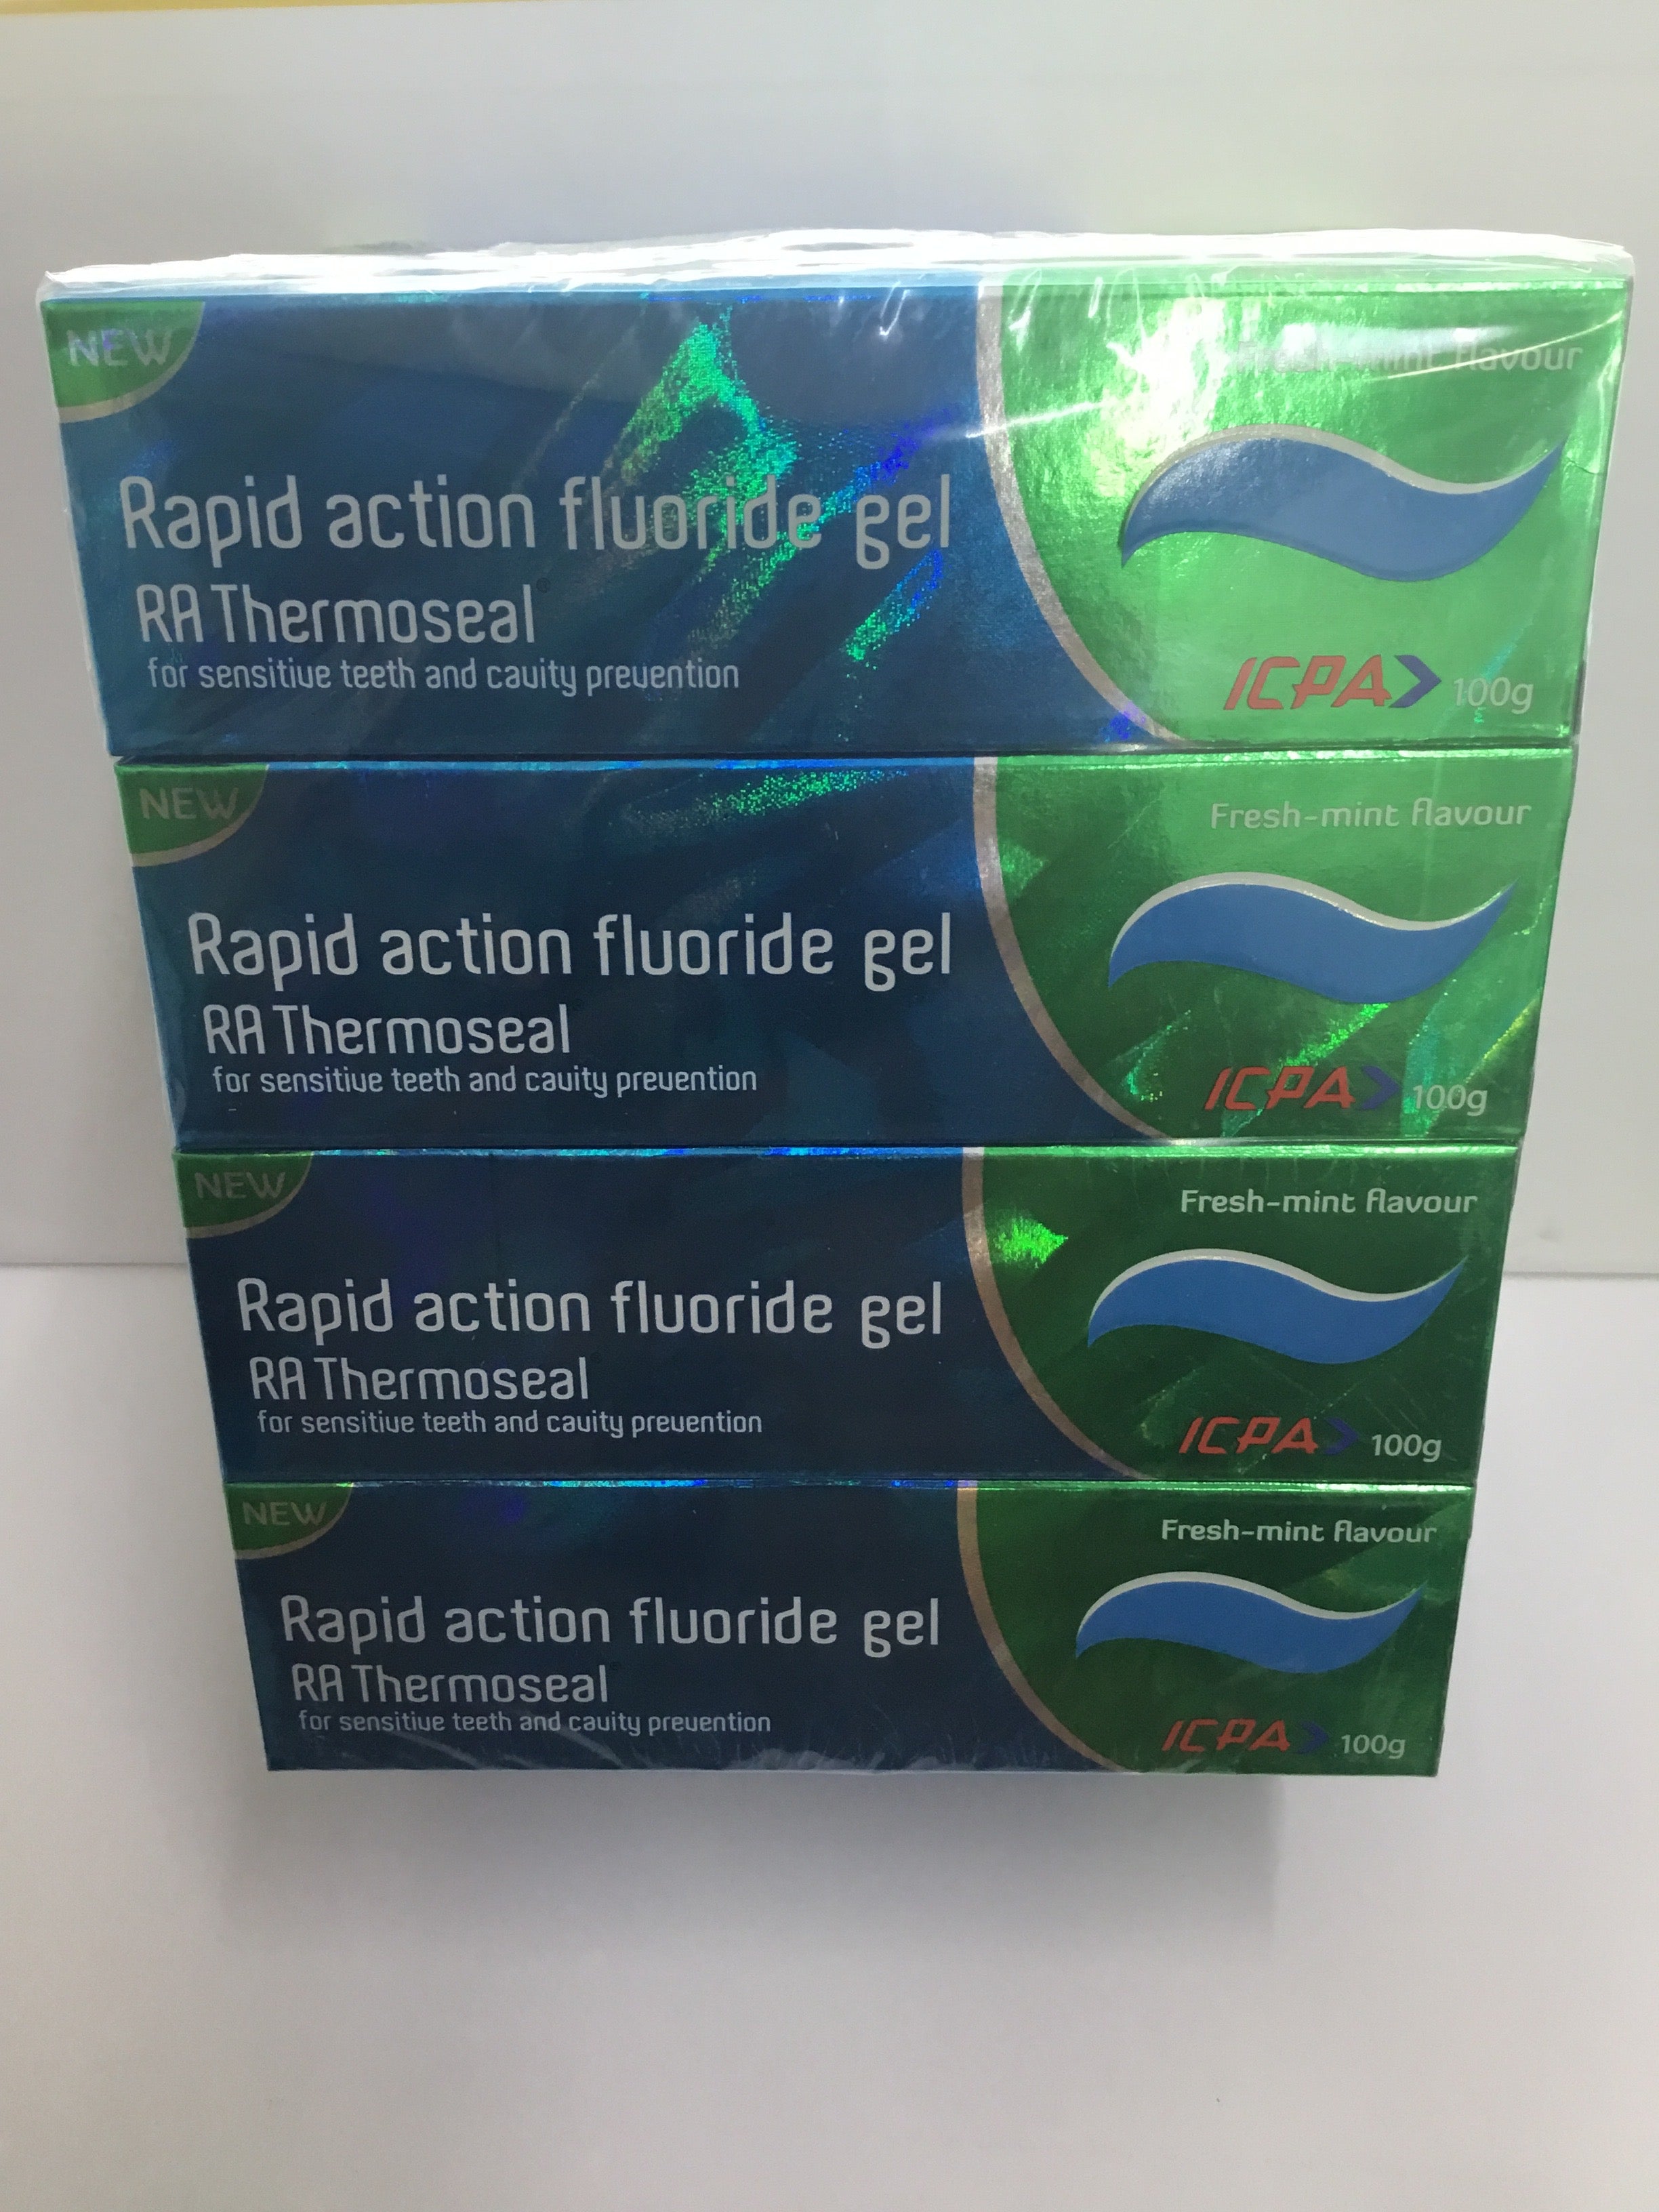 NEW
Fresh-mint flavour
Rapid action fluoride gel
RA Thermoseal®
for sensitive teeth and cavity prevention
ICPA 100g
NEW
Fresh-mint flavour
Rapid action fluoride gel
RA Thermoseal
for sensitive teeth and cavity prevention
ICPA 100g
NEW
Fresh-mint flavour
Rapid action fluoride gel
RA Thermoseal
for sensitive teeth and cavity prevention
ICPA 100g
NEW
Fresh-mint flavour
Rapid action fluoride gel
RA Thermoseal
for sensitive teeth and cavity prevention
ICPA 100g